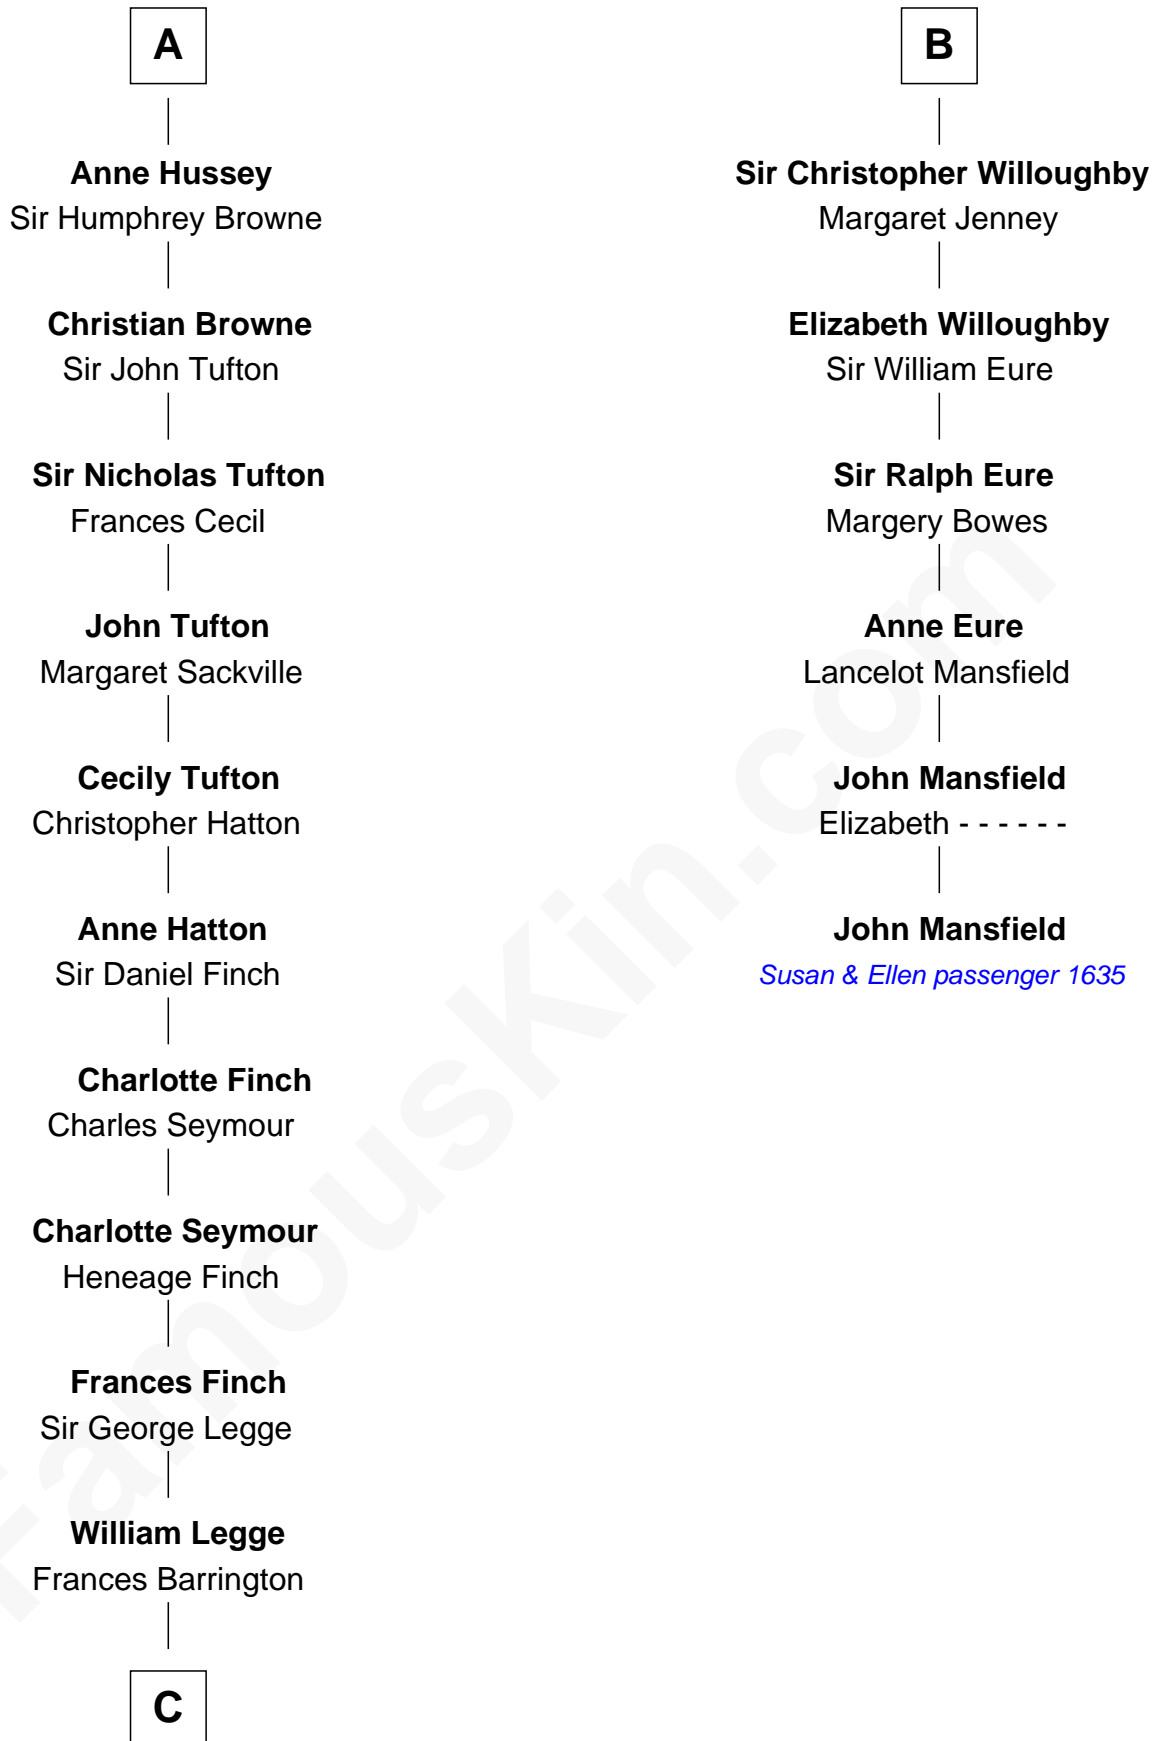 A
Anne Hussey
Sir Humphrey Browne
Christian Browne
Sir John Tufton
Sir Nicholas Tufton
Frances Cecil
John Tufton
Margaret Sackville
Cecily Tufton
Christopher Hatton
Anne Hatton
Sir Daniel Finch
Charlotte Finch
Charles Seymour
Charlotte Seymour
Heneage Finch
Frances Finch
Sir George Legge
William Legge
Frances Barrington
C
B
Sir Christopher Willoughby
Margaret Jenney
Elizabeth Willoughby
Sir William Eure
Sir Ralph Eure
Margery Bowes
Anne Eure
Lancelot Mansfield
John Mansfield
Elizabeth - - - - - -
John Mansfield
Susan & Ellen passenger 1635
FamousKin.com